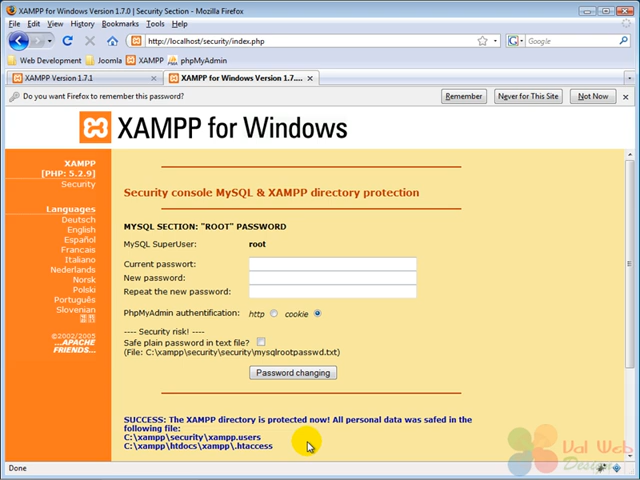 XAMPP for Windows Version 1.7.0 | Security Section - Mozilla Firefox
File Edit View History Bookmarks Tools Help
http://localhost/security/index.php
Google
Web Development Joomla XAMPP phpMyAdmin
XAMPP Version 1.7.1
XAMPP for Windows Version 1.7....
Do you want Firefox to remember this password?
Remember Never for This Site Not Now
XAMPP for Windows
XAMPP
[PHP: 5.2.9]
Security
Languages
Deutsch
English
Español
Francais
Italiano
Nederlands
Norsk
Polski
Português
Slovenian
©2002/2005
...APACHE
FRIENDS...
Security console MySQL & XAMPP directory protection
MYSQL SECTION: "ROOT" PASSWORD
MySQL SuperUser: root
Current passwort:
New password:
Repeat the new password:
PhpMyAdmin authentification: http cookie
---- Security risk! ----
Safe plain password in text file?
(File: C:\xampp\security\security\mysqlrootpasswd.txt)
Password changing
SUCCESS: The XAMPP directory is protected now! All personal data was safed in the
following file:
C:\xampp\security\xampp.users
C:\xampp\htdocs\xampp\.htaccess
Val Web
Design
Done